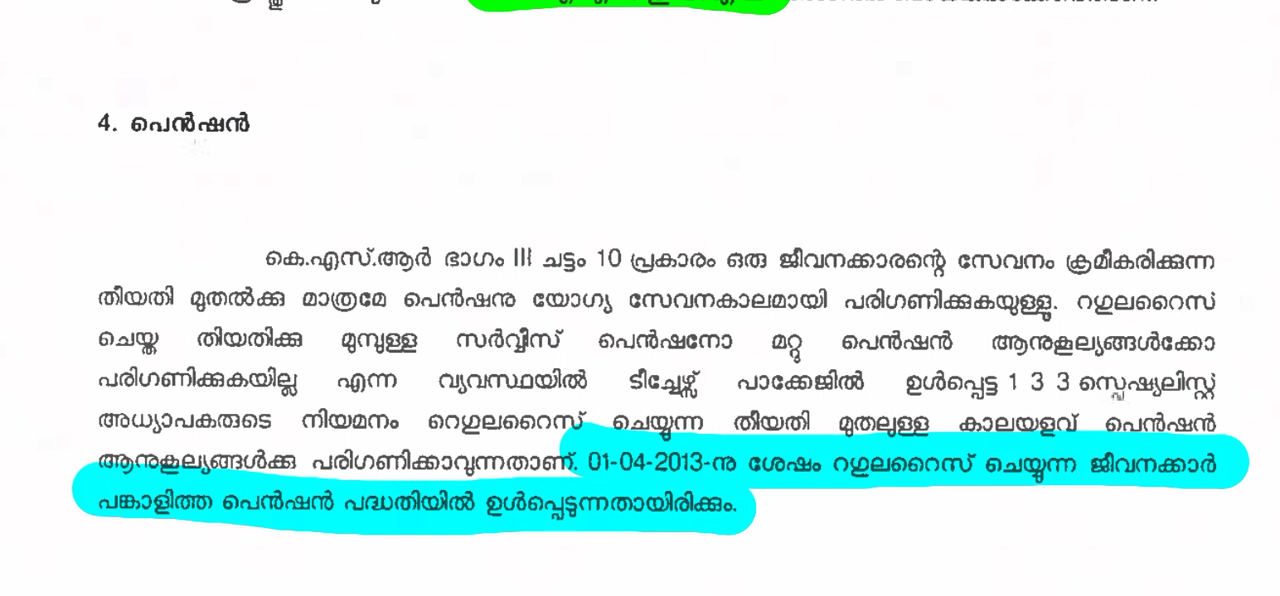 4. പെൻഷൻ
കെ.എസ്.ആർ ഭാഗം III ചട്ടം 10 പ്രകാരം ഒരു ജീവനക്കാരന്റെ സേവനം ക്രമീകരിക്കുന്ന
തീയതി മുതൽക്കു മാത്രമേ പെൻഷനു യോഗ്യ സേവനകാലമായി പരിഗണിക്കുകയുള്ളൂ. റഗുലറൈസ്
ചെയ്ത തിയതിക്കു മുമ്പുള്ള സർവ്വീസ് പെൻഷനോ മറ്റു പെൻഷൻ ആനുകൂല്യങ്ങൾക്കോ
പരിഗണിക്കുകയില്ല എന്ന വ്യവസ്ഥയിൽ ടീച്ചേഴ്സ് പാക്കേജിൽ ഉൾപ്പെട്ട 1 3 3 സ്പെഷ്യലിസ്റ്റ്
അധ്യാപകരുടെ നിയമനം റെഗുലറൈസ് ചെയ്യുന്ന തീയതി മുതലുള്ള കാലയളവ് പെൻഷൻ
ആനുകൂല്യങ്ങൾക്കു പരിഗണിക്കാവുന്നതാണ്. 01-04-2013-നു ശേഷം റഗുലറൈസ് ചെയ്യുന്ന ജീവനക്കാർ
പങ്കാളിത്ത പെൻഷൻ പദ്ധതിയിൽ ഉൾപ്പെടുന്നതായിരിക്കും.